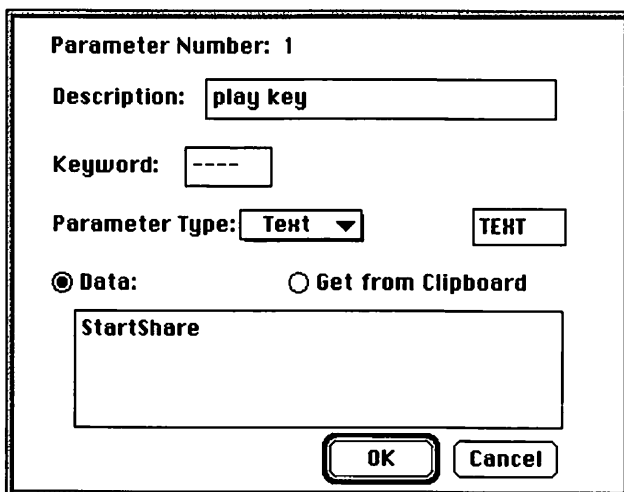 Parameter Number: 1
Description: play key
Keyword: ----
Parameter Type: Text TEXT
Data: Get from Clipboard
StartShare
OK Cancel